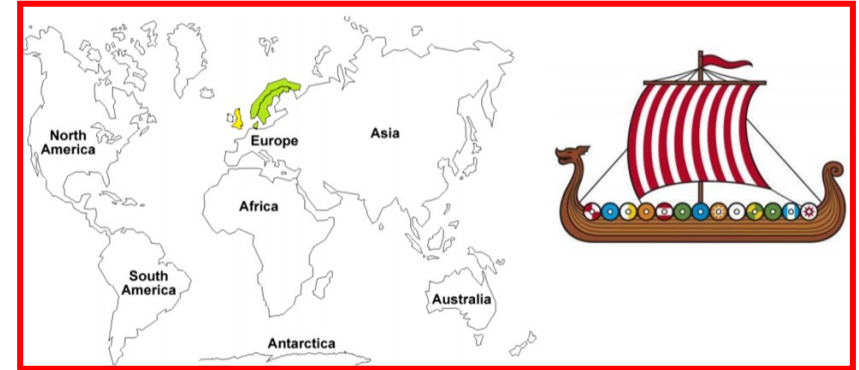 North
America
Europe
Asia
Africa
South
America
Australia
Antarctica